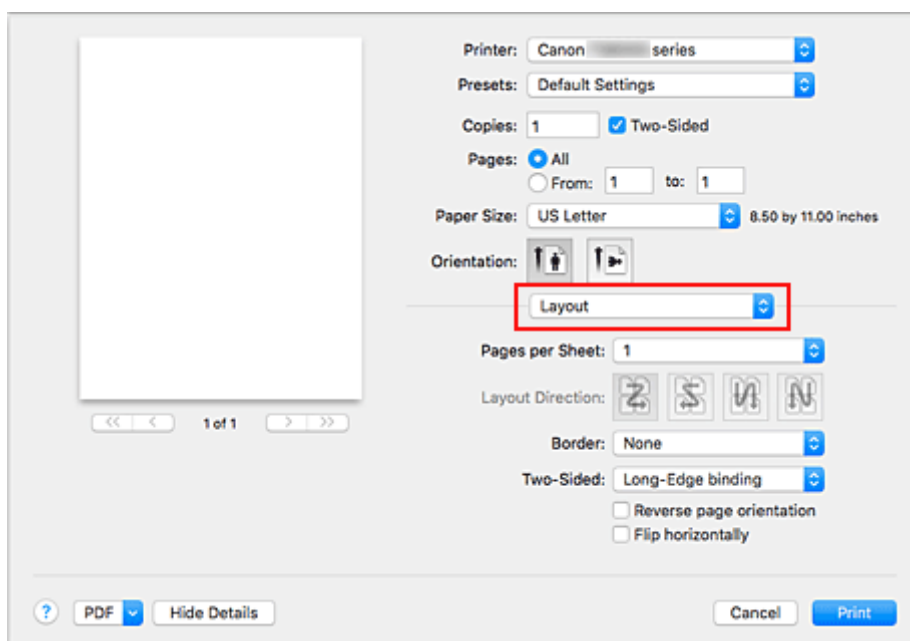 Printer: Canon series
Presets: Default Settings
Copies: 1 Two-Sided
Pages: All
From: 1 to: 1
Paper Size: US Letter 8.50 by 11.00 inches
Orientation:
Layout
Pages per Sheet: 1
Layout Direction:
<< < 1 of 1 > >>
Border: None
Two-Sided: Long-Edge binding
Reverse page orientation
Flip horizontally
? PDF Hide Details Cancel Print